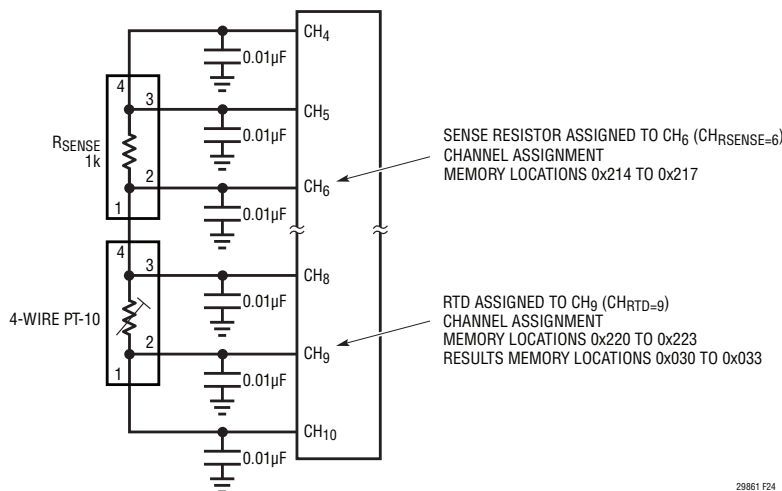 CH4
0.01µF
4
3
CH5
RSENSE
1k
0.01µF
2
CH6
1
0.01µF
SENSE RESISTOR ASSIGNED TO CH6 (CHRSENSE=6)
CHANNEL ASSIGNMENT
MEMORY LOCATIONS 0x214 TO 0x217
4
3
CH8
4-WIRE PT-10
0.01µF
2
CH9
1
0.01µF
RTD ASSIGNED TO CH9 (CHRTD=9)
CHANNEL ASSIGNMENT
MEMORY LOCATIONS 0x220 TO 0x223
RESULTS MEMORY LOCATIONS 0x030 TO 0x033
CH10
0.01µF
29861 F24